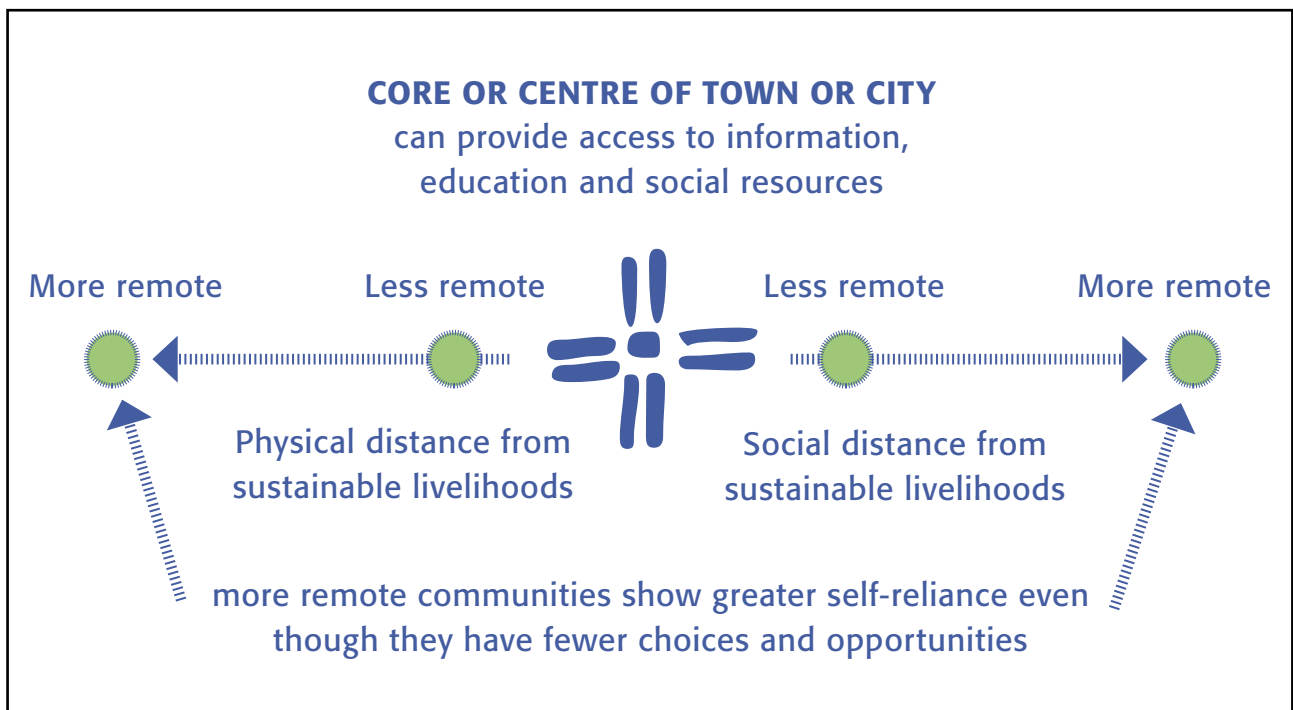 CORE OR CENTRE OF TOWN OR CITY
can provide access to information,
education and social resources
More remote
Less remote
Less remote
More remote
Physical distance from
sustainable livelihoods
Social distance from
sustainable livelihoods
more remote communities show greater self-reliance even
though they have fewer choices and opportunities